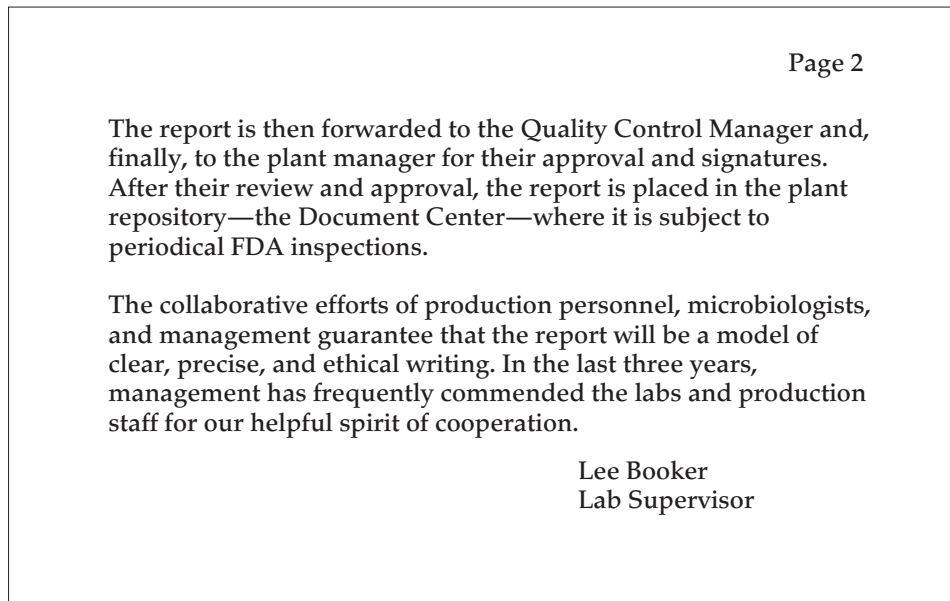 Page 2
The report is then forwarded to the Quality Control Manager and,
finally, to the plant manager for their approval and signatures.
After their review and approval, the report is placed in the plant
repository—the Document Center—where it is subject to
periodical FDA inspections.
The collaborative efforts of production personnel, microbiologists,
and management guarantee that the report will be a model of
clear, precise, and ethical writing. In the last three years,
management has frequently commended the labs and production
staff for our helpful spirit of cooperation.
Lee Booker
Lab Supervisor